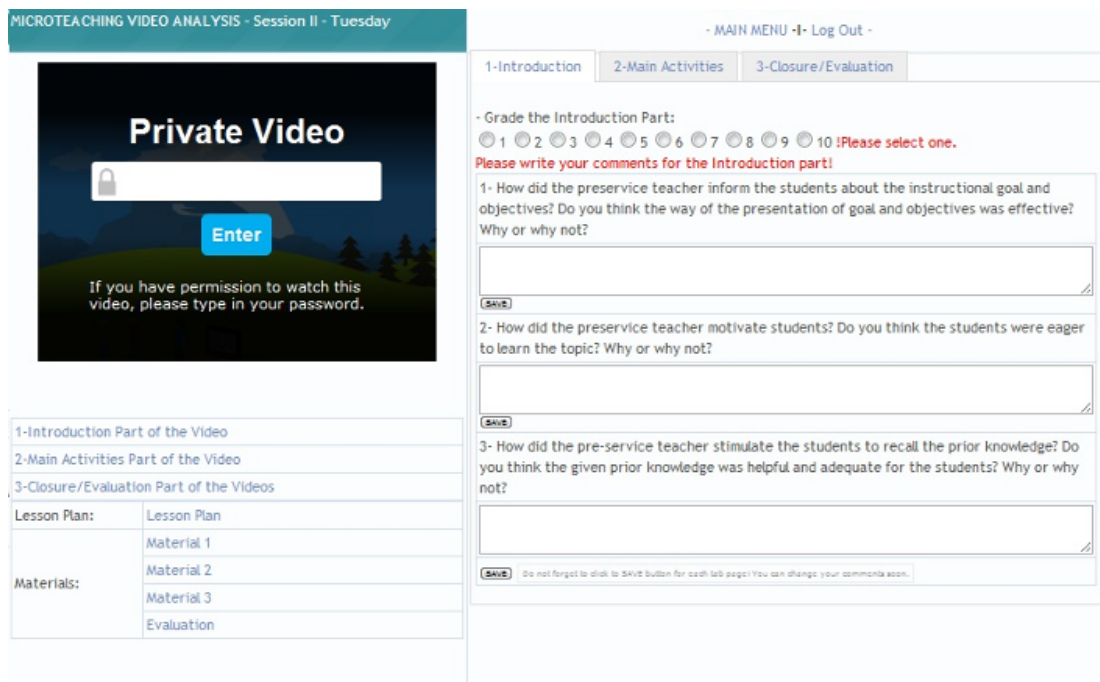 MICROTEACHING VIDEO ANALYSIS - Session II - Tuesday
Private Video
Enter
If you have permission to watch this
video, please type in your password.
1-Introduction Part of the Video
2-Main Activities Part of the Video
3-Closure/Evaluation Part of the Videos
Lesson Plan: Lesson Plan
Materials: Material 1
Material 2
Material 3
Evaluation
- MAIN MENU -I- Log Out -
1-Introduction 2-Main Activities 3-Closure/Evaluation
- Grade the Introduction Part:
1 2 3 4 5 6 7 8 9 10 !Please select one.
Please write your comments for the Introduction part!
1- How did the preservice teacher inform the students about the instructional goal and
objectives? Do you think the way of the presentation of goal and objectives was effective?
Why or why not?
SAVE
2- How did the preservice teacher motivate students? Do you think the students were eager
to learn the topic? Why or why not?
SAVE
3- How did the pre-service teacher stimulate the students to recall the prior knowledge? Do
you think the given prior knowledge was helpful and adequate for the students? Why or why
not?
SAVE Do not forget to click to SAVE button for each tab page! You can change your comments soon.